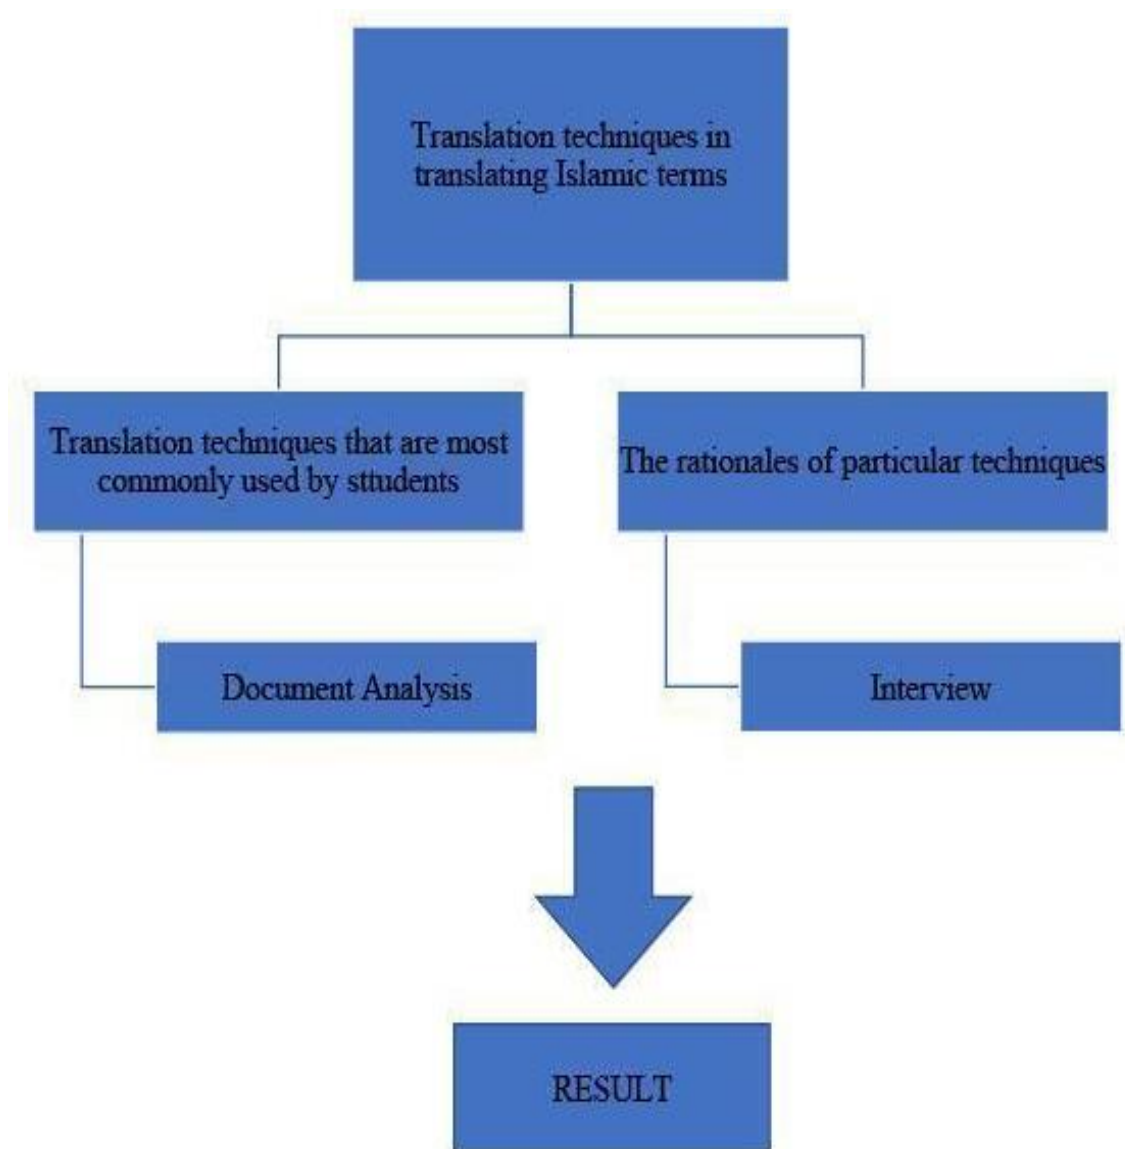 Translation techniques in
translating Islamic terms
Translation techniques that are most
commonly used by sttudents
The rationales of particular techniques
Document Analysis
Interview
RESULT